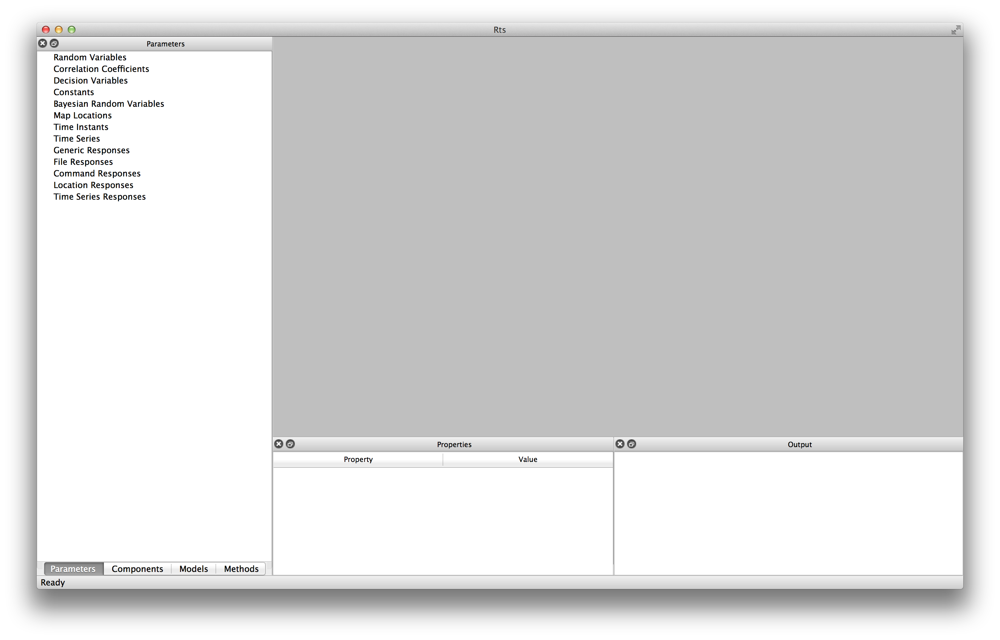 Rts
Parameters
Random Variables
Correlation Coefficients
Decision Variables
Constants
Bayesian Random Variables
Map Locations
Time Instants
Time Series
Generic Responses
File Responses
Command Responses
Location Responses
Time Series Responses
Properties
Output
Property Value
Parameters Components Models Methods
Ready